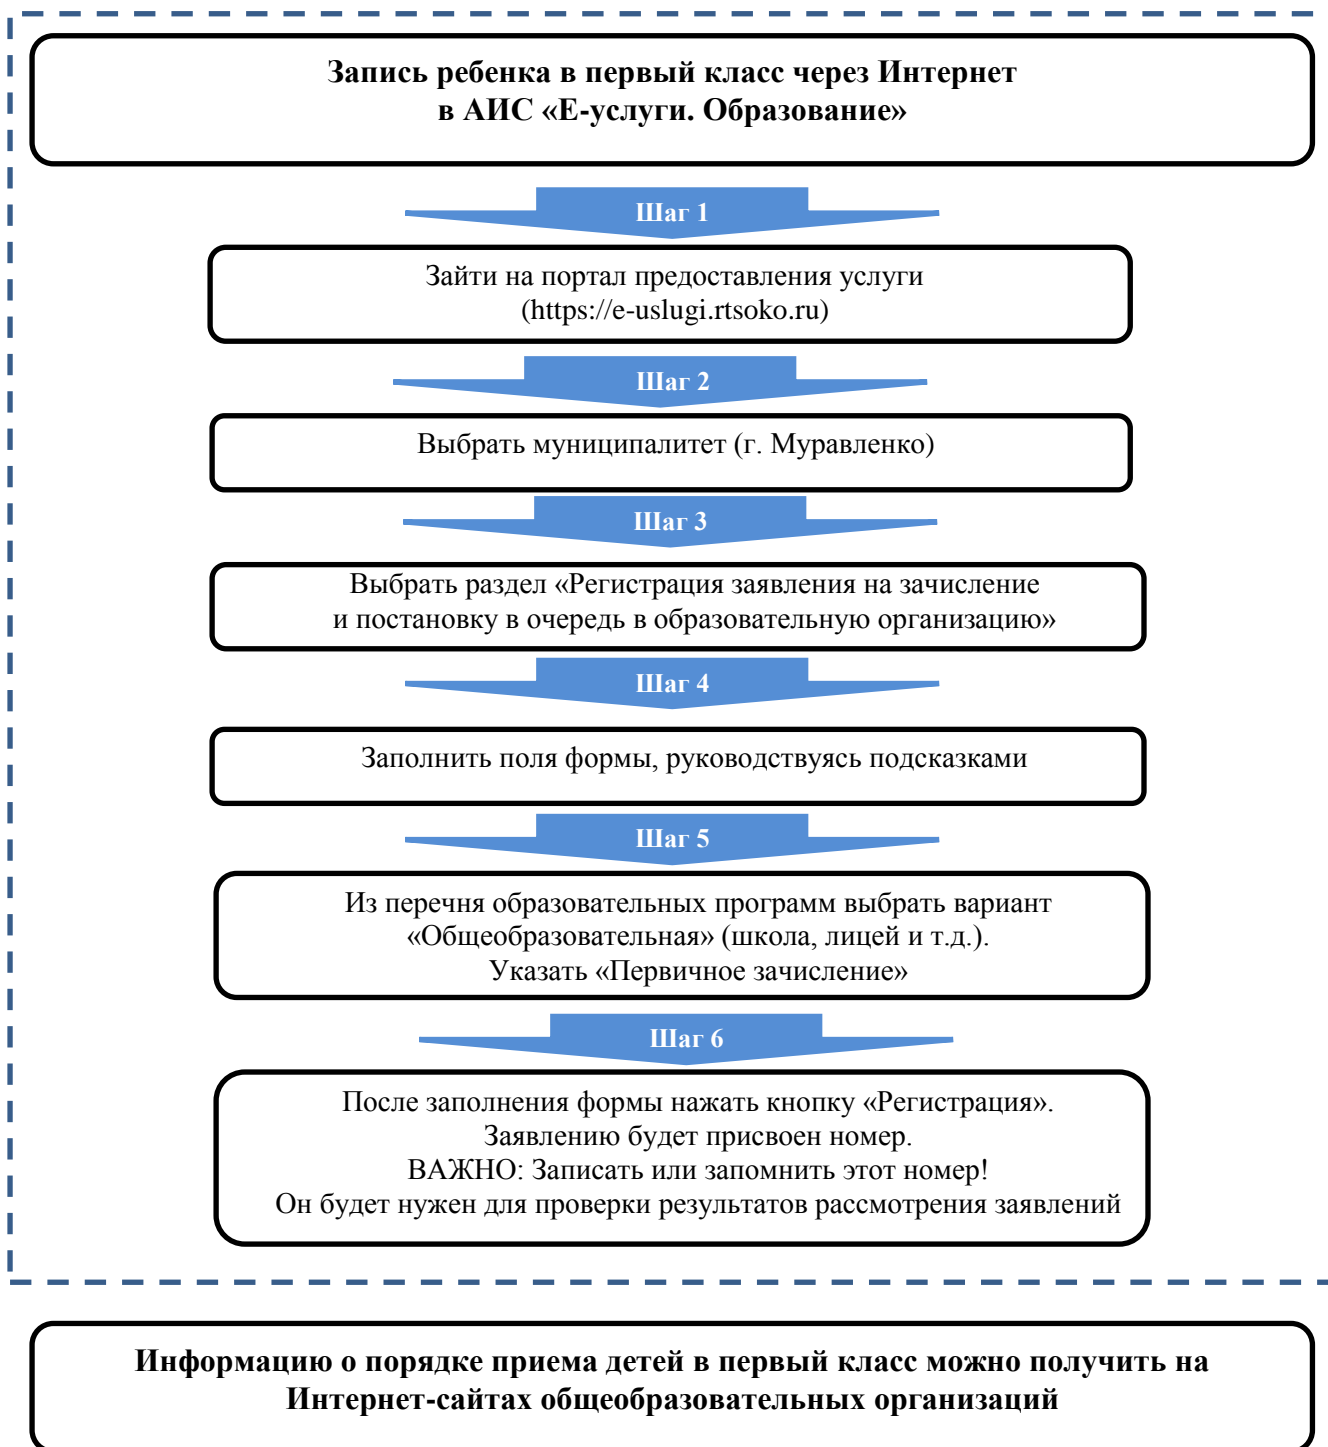 Запись ребенка в первый класс через Интернет
в АИС «Е-услуги. Образование»
Шаг 1
Зайти на портал предоставления услуги
(https://e-uslugi.rtsoko.ru)
Шаг 2
Выбрать муниципалитет (г. Муравленко)
Шаг 3
Выбрать раздел «Регистрация заявления на зачисление
и постановку в очередь в образовательную организацию»
Шаг 4
Заполнить поля формы, руководствуясь подсказками
Шаг 5
Из перечня образовательных программ выбрать вариант
«Общеобразовательная» (школа, лицей и т.д.).
Указать «Первичное зачисление»
Шаг 6
После заполнения формы нажать кнопку «Регистрация».
Заявлению будет присвоен номер.
ВАЖНО: Записать или запомнить этот номер!
Он будет нужен для проверки результатов рассмотрения заявлений
Информацию о порядке приема детей в первый класс можно получить на
Интернет-сайтах общеобразовательных организаций